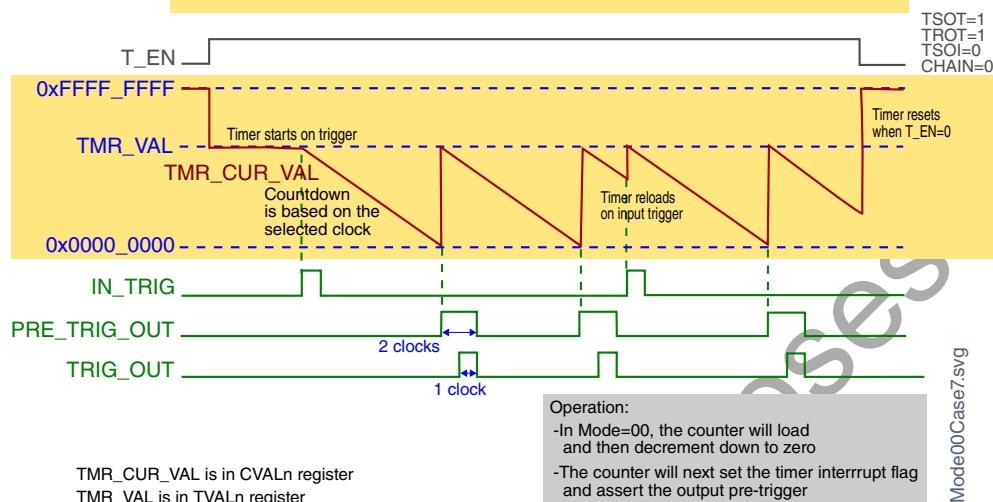 TSOT=1
TROT=1
TSOI=0
CHAIN=0
T_EN
0xFFFF_FFFF
Timer resets
when T_EN=0
Timer starts on trigger
TMR_VAL
TMR_CUR_VAL
Countdown
is based on the
selected clock
Timer reloads
on input trigger
0x0000_0000
IN_TRIG
PRE_TRIG_OUT
2 clocks
TRIG_OUT
1 clock
Operation:
-In Mode=00, the counter will load
and then decrement down to zero
-The counter will next set the timer interrrupt flag
and assert the output pre-trigger
TMR_CUR_VAL is in CVALn register
TMR_VAL is in TVALn register
Mode00Case7.svg
oses